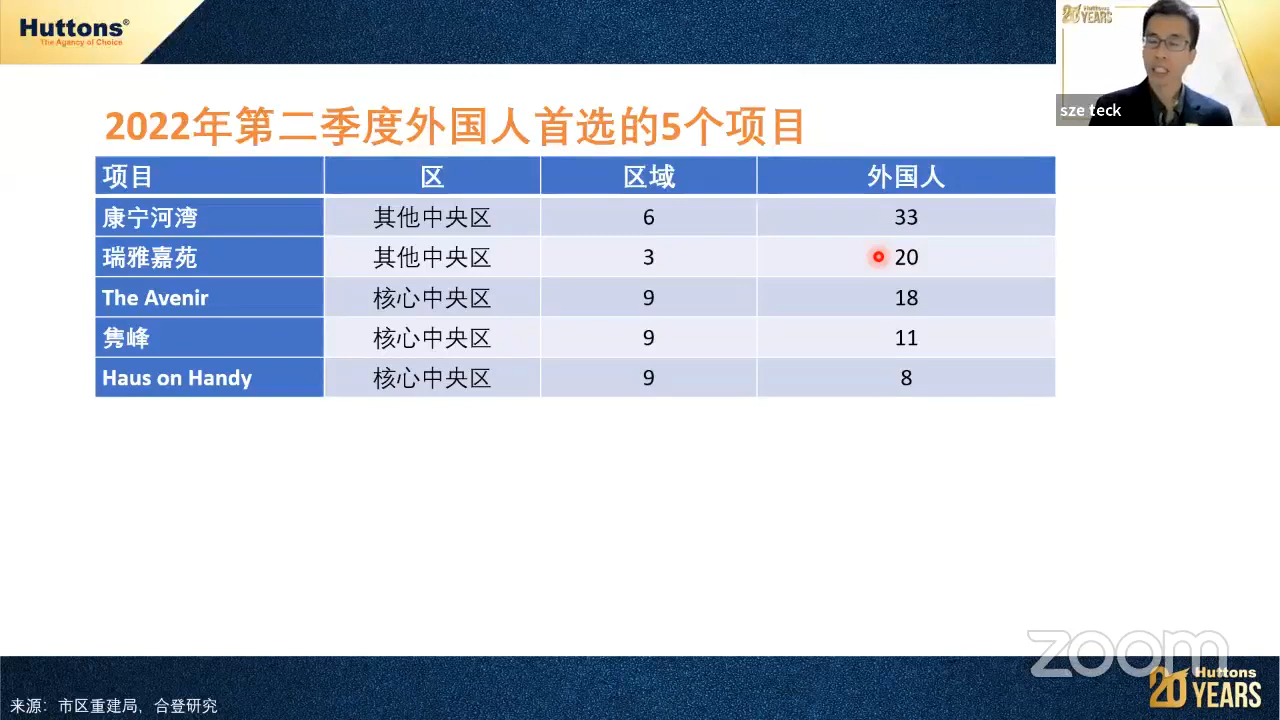 Huttons®
The Agency of Choice
20 Huttons YEARS
sze teck
2022年第二季度外国人首选的5个项目
项目 区 区域 外国人
康宁河湾 其他中央区 6 33
瑞雅嘉苑 其他中央区 3 20
The Avenir 核心中央区 9 18
隽峰 核心中央区 9 11
Haus on Handy 核心中央区 9 8
zoom
Huttons
20 YEARS
来源：市区重建局，合登研究